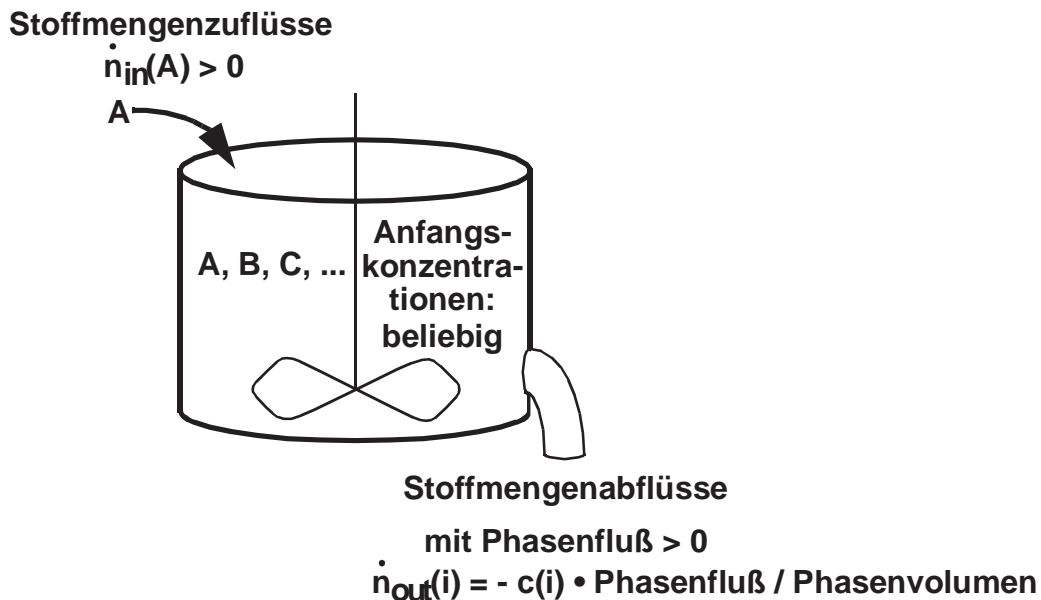 Stoffmengenzuflüsse
ṅin(A) > 0
A
A, B, C, ...
Anfangs-
konzentra-
tionen:
beliebig
Stoffmengenabflüsse
mit Phasenfluß > 0
ṅout(i) = - c(i) • Phasenfluß / Phasenvolumen